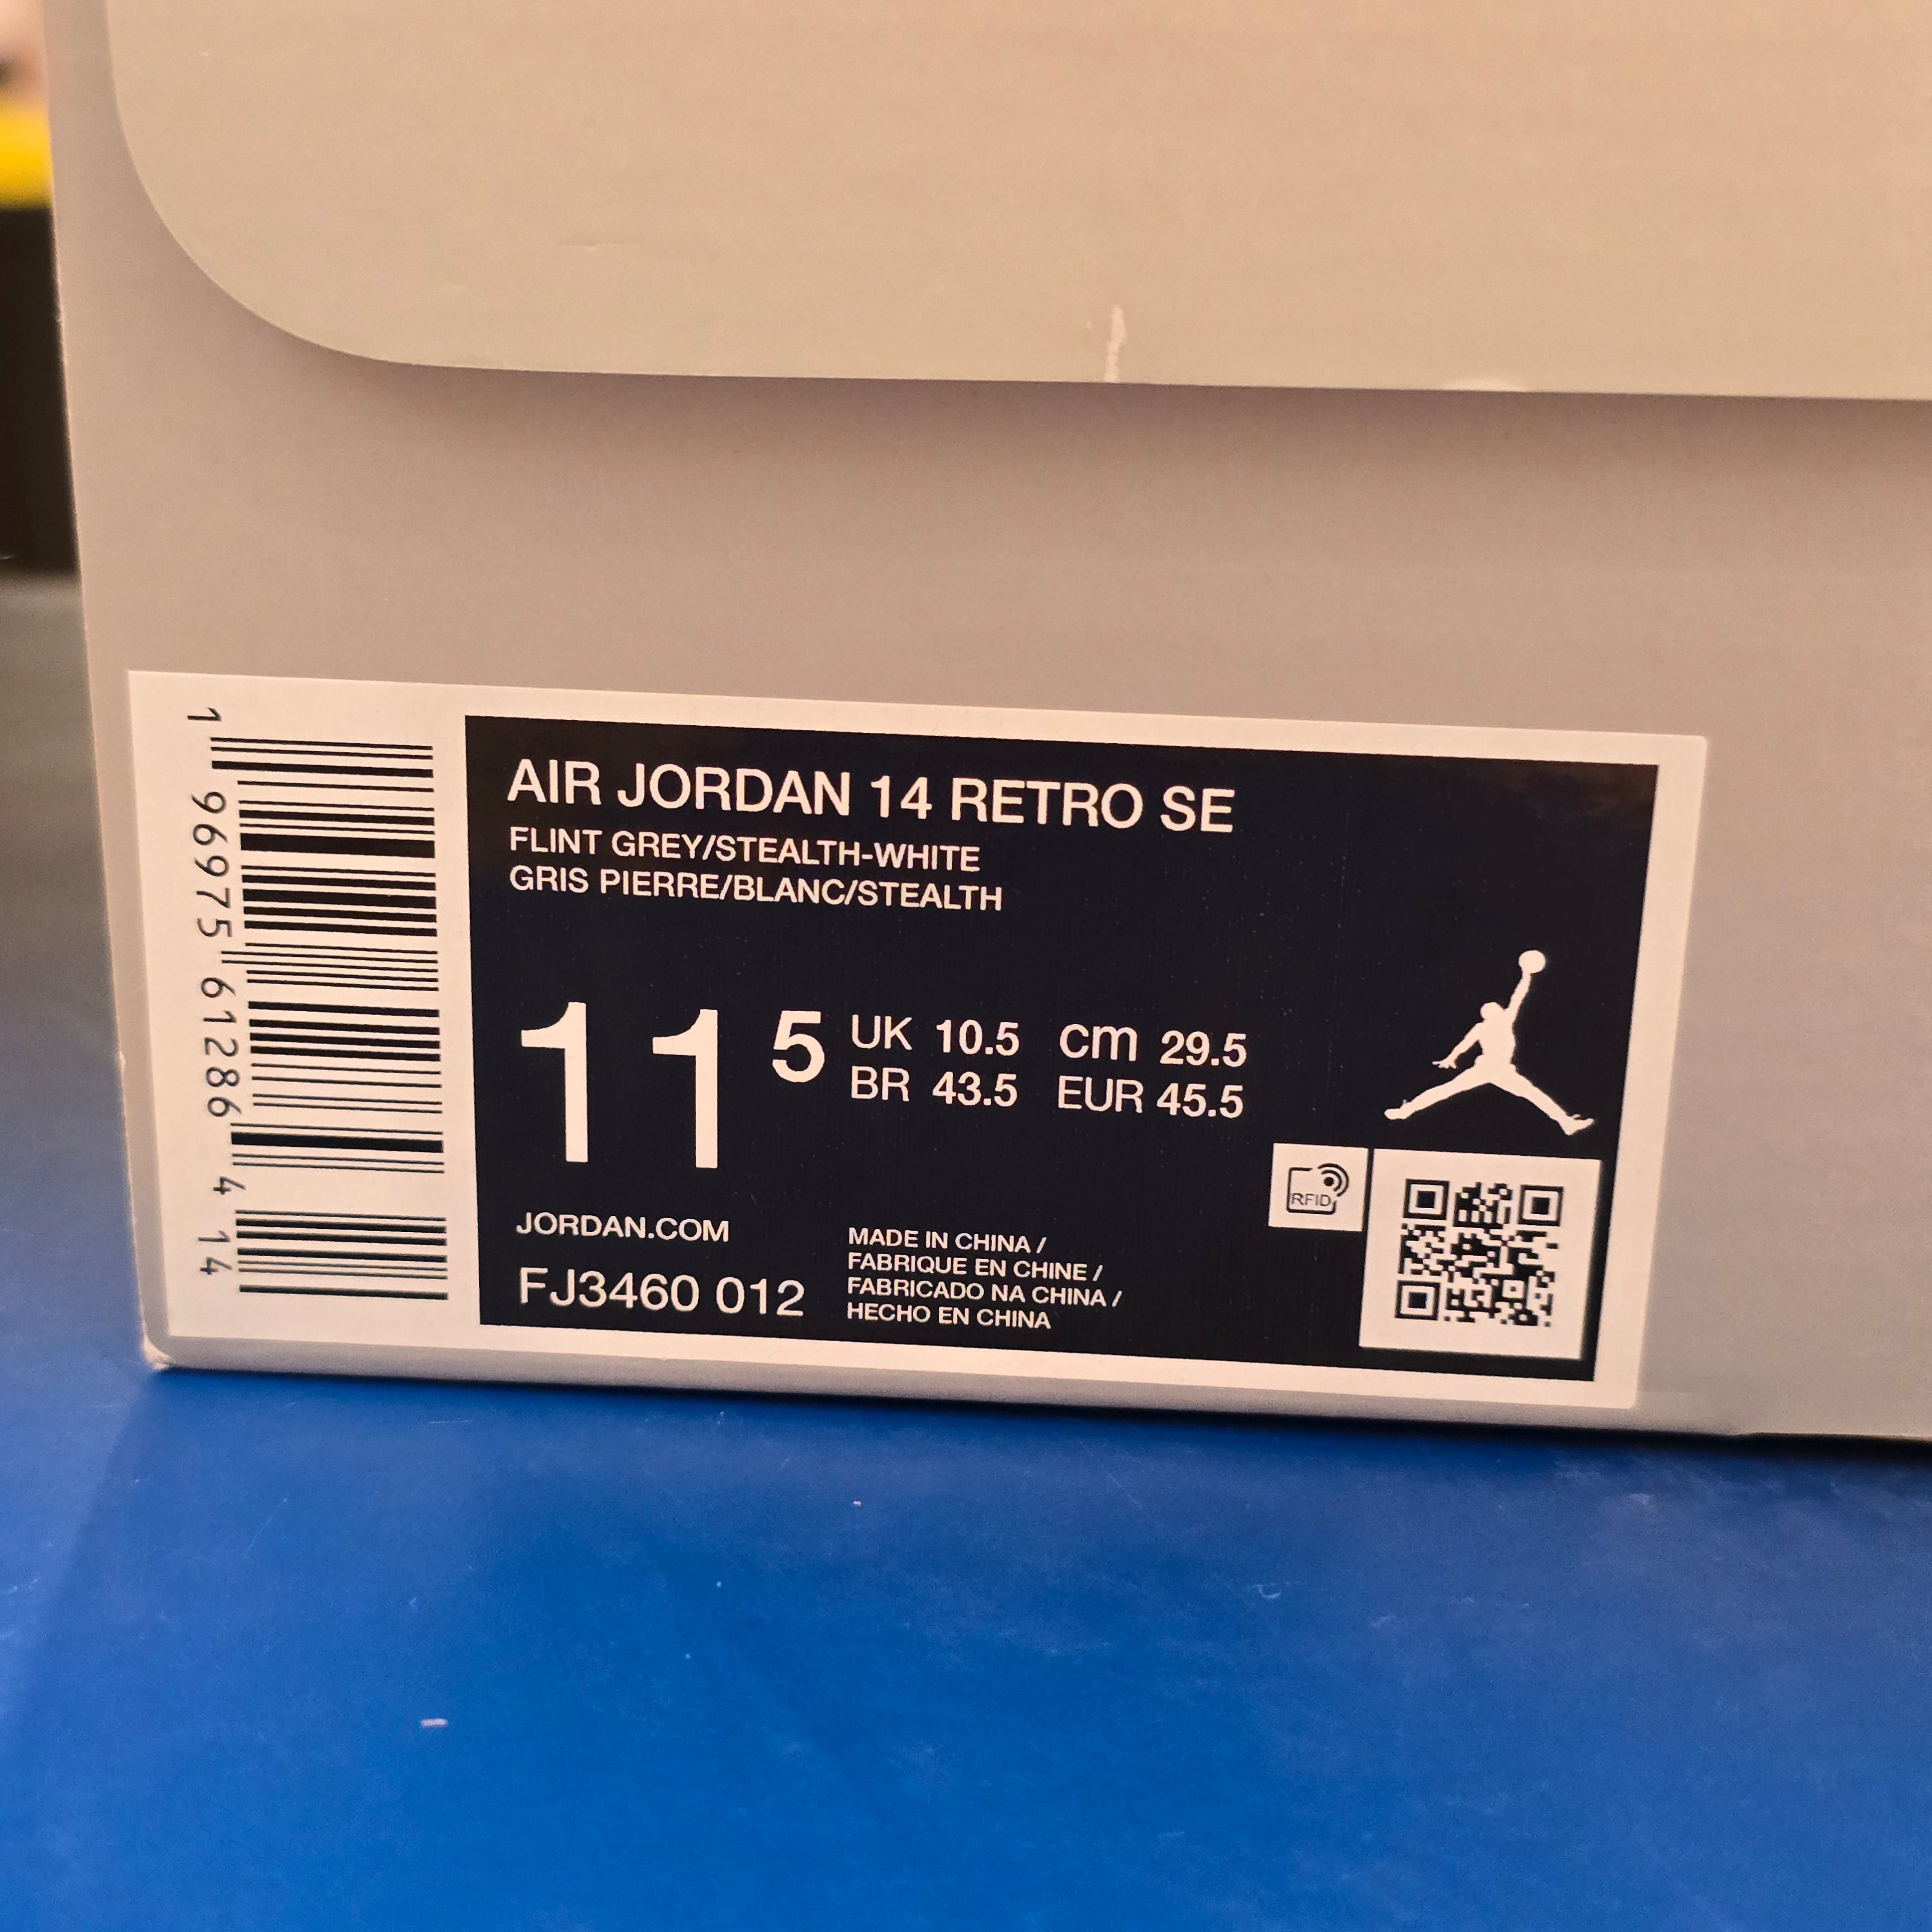 AIR JORDAN 14 RETRO SE
FLINT GREY/STEALTH-WHITE
GRIS PIERRE/BLANC/STEALTH
11 5
UK 10.5 cm 29.5
BR 43.5 EUR 45.5
RFID
JORDAN.COM
FJ3460 012
MADE IN CHINA /
FABRIQUE EN CHINE /
FABRICADO NA CHINA /
HECHO EN CHINA
1 96975 61286 4 14